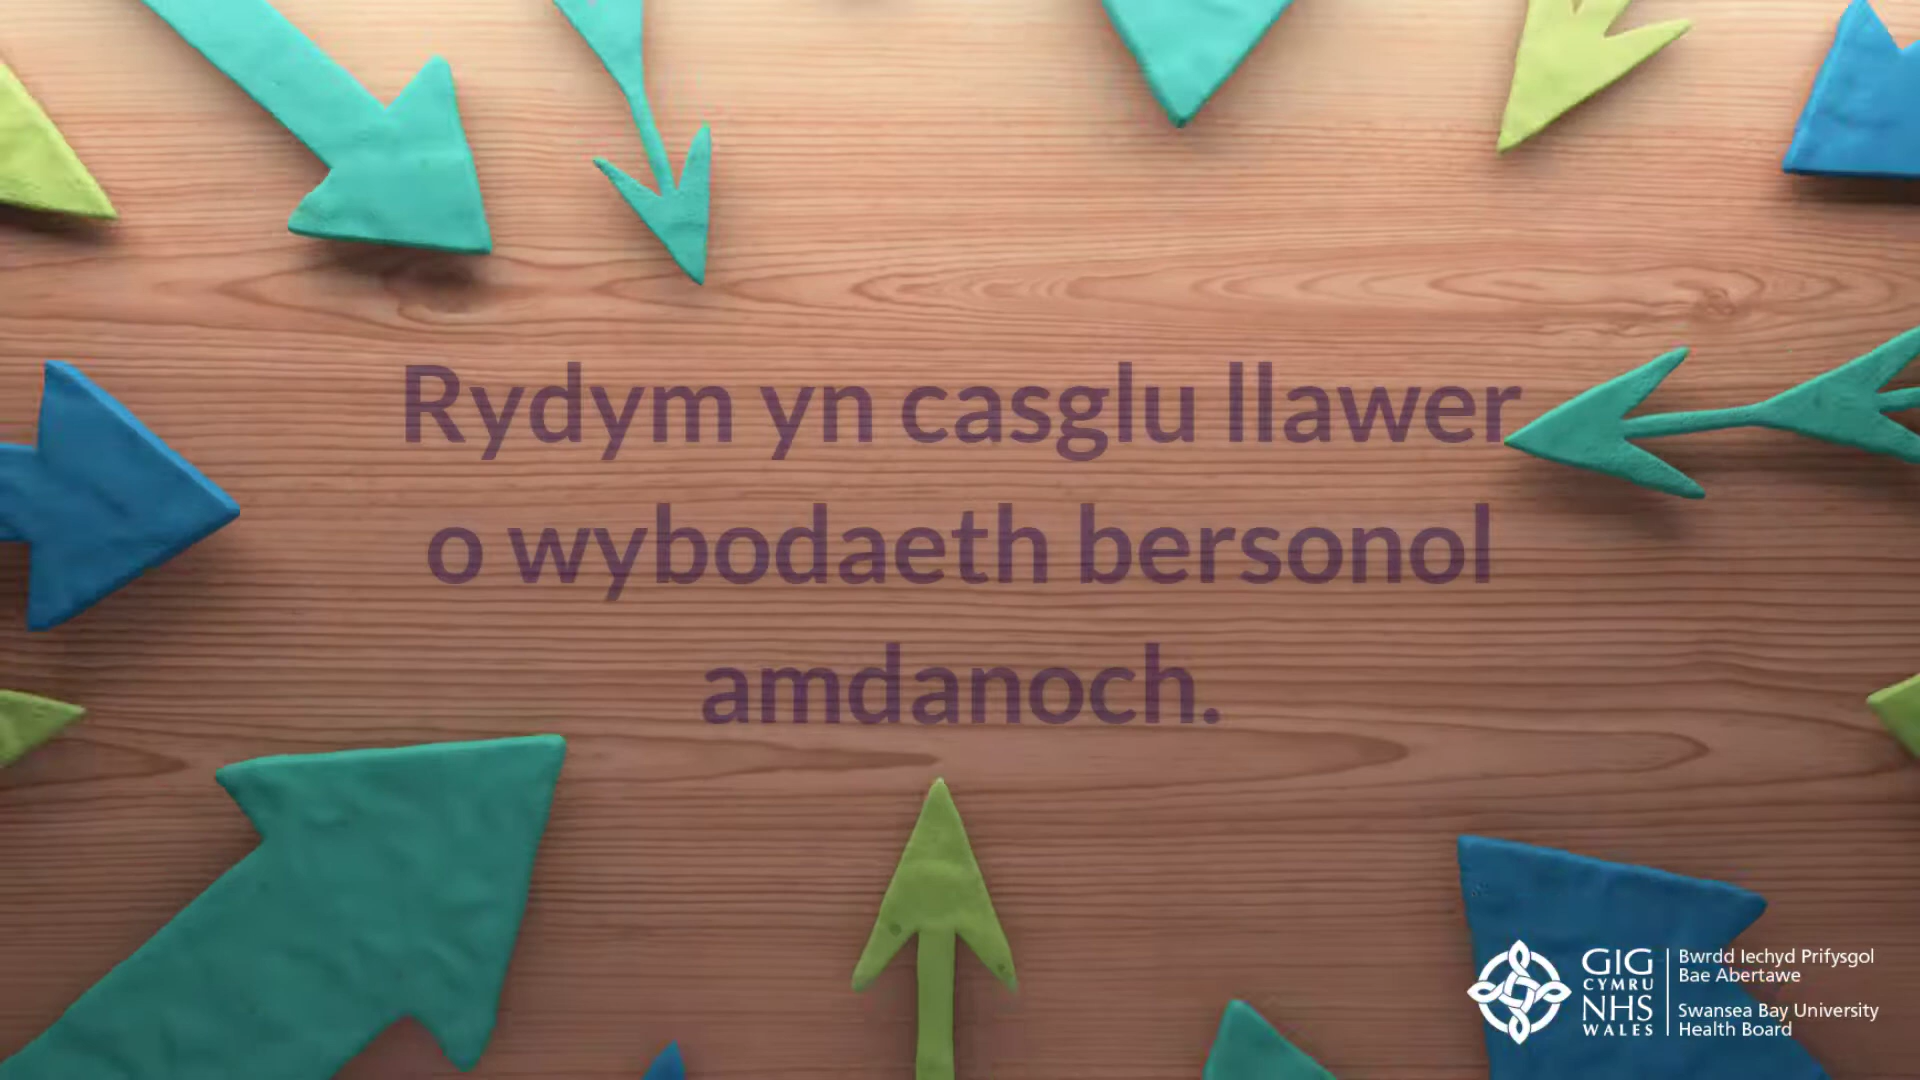 Rydym yn casglu llawer
o wybodaeth bersonol
amdanoch.
GIG
CYMRU
NHS
WALES
Bwrdd Iechyd Prifysgol
Bae Abertawe
Swansea Bay University
Health Board